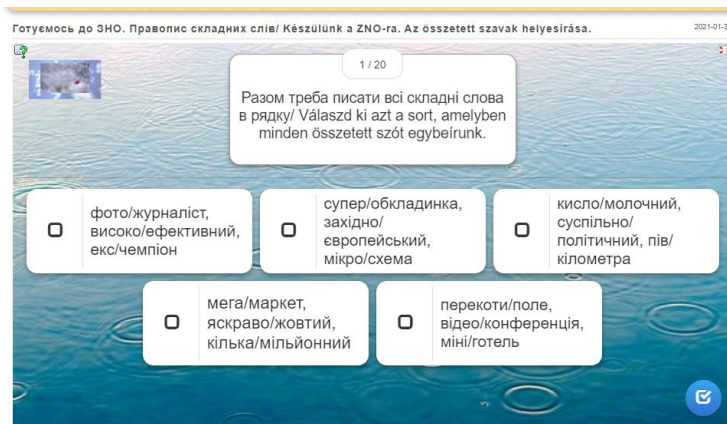 Готуємось до ЗНО. Правопис складних слів/ Készülünk a ZNO-ra. Az összetett szavak helyesírása.
1 / 20
Разом треба писати всі складні слова
в рядку/ Válaszd ki azt a sort, amelyben
minden összetett szót egybeírunk.
фото/журналіст,
високо/ефективний,
екс/чемпіон
супер/обкладинка,
західно/
європейський,
мікро/схема
кисло/молочний,
суспільно/
політичний, пів/
кілометра
мега/маркет,
яскраво/жовтий,
кілька/мільйонний
перекоти/поле,
відео/конференція,
міні/готель